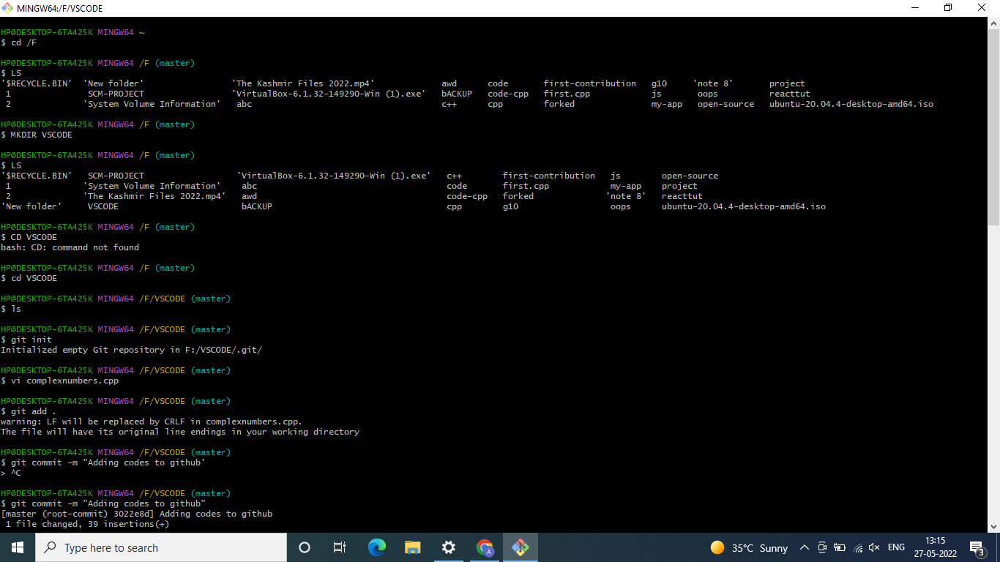 MINGW64:/F/VSCODE
HP@DESKTOP-6TA425K MINGW64 ~
$ cd /F
HP@DESKTOP-6TA425K MINGW64 /F (master)
$ LS
'$RECYCLE.BIN' 'New folder' 'The Kashmir Files 2022.mp4' awd code first-contribution g10 'note 8' project
1 SCM-PROJECT 'VirtualBox-6.1.32-149290-Win (1).exe' bACKUP code-cpp first.cpp js oops reacttut
2 'System Volume Information' abc c++ cpp forked my-app open-source ubuntu-20.04.4-desktop-amd64.iso
HP@DESKTOP-6TA425K MINGW64 /F (master)
$ MKDIR VSCODE
HP@DESKTOP-6TA425K MINGW64 /F (master)
$ LS
'$RECYCLE.BIN' SCM-PROJECT 'VirtualBox-6.1.32-149290-Win (1).exe' c++ first-contribution js open-source
1 'System Volume Information' abc code first.cpp my-app project
2 'The Kashmir Files 2022.mp4' awd code-cpp forked 'note 8' reacttut
'New folder' VSCODE bACKUP cpp g10 oops ubuntu-20.04.4-desktop-amd64.iso
HP@DESKTOP-6TA425K MINGW64 /F (master)
$ CD VSCODE
bash: CD: command not found
HP@DESKTOP-6TA425K MINGW64 /F (master)
$ cd VSCODE
HP@DESKTOP-6TA425K MINGW64 /F/VSCODE (master)
$ ls
HP@DESKTOP-6TA425K MINGW64 /F/VSCODE (master)
$ git init
Initialized empty Git repository in F:/VSCODE/.git/
HP@DESKTOP-6TA425K MINGW64 /F/VSCODE (master)
$ vi complexnumbers.cpp
HP@DESKTOP-6TA425K MINGW64 /F/VSCODE (master)
$ git add .
warning: LF will be replaced by CRLF in complexnumbers.cpp.
The file will have its original line endings in your working directory
HP@DESKTOP-6TA425K MINGW64 /F/VSCODE (master)
$ git commit -m "Adding codes to github'
> ^C
HP@DESKTOP-6TA425K MINGW64 /F/VSCODE (master)
$ git commit -m "Adding codes to github"
[master (root-commit) 3022e8d] Adding codes to github
1 file changed, 39 insertions(+)
Type here to search
A
35°C Sunny
ENG
13:15
27-05-2022
3